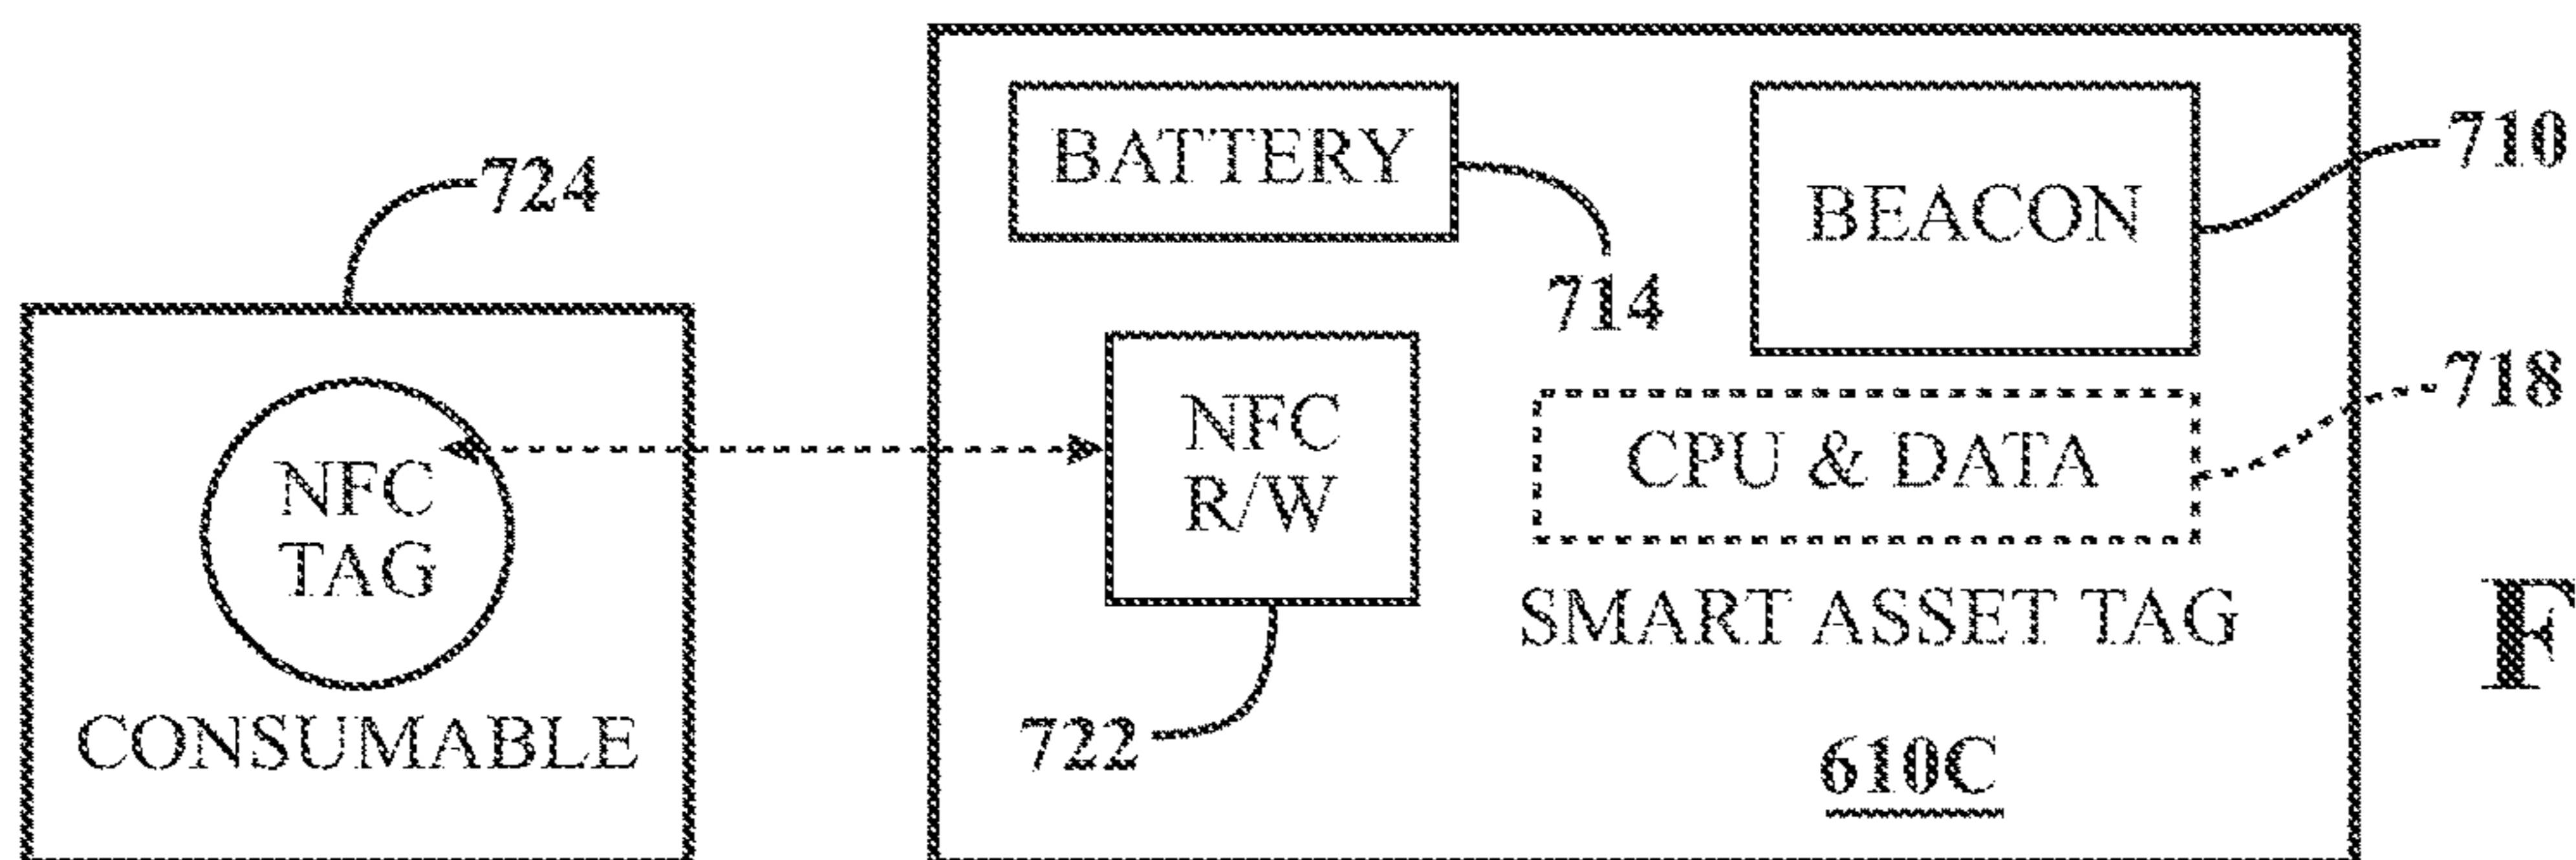 724
NFC
TAG
CONSUMABLE
BATTERY
714
BEACON
710
NFC
R/W
722
CPU & DATA
718
SMART ASSET TAG
610C
F